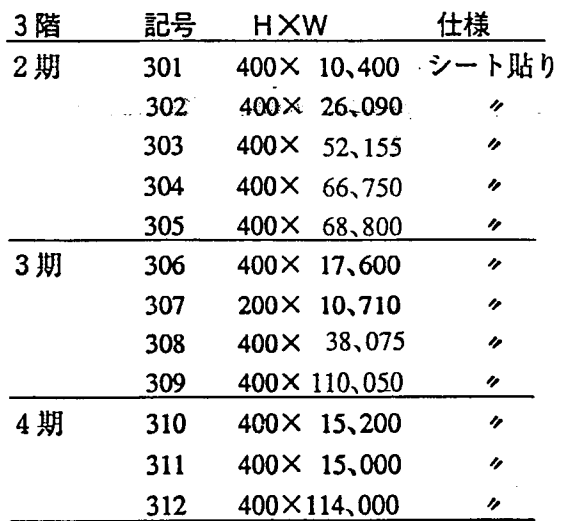 3階 記号 H×W 仕様
2期 301 400× 10、400 シート貼り
302 400× 26、090 〃
303 400× 52、155 〃
304 400× 66、750 〃
305 400× 68、800 〃
3期 306 400× 17、600 〃
307 200× 10、710 〃
308 400× 38、075 〃
309 400× 110、050 〃
4期 310 400× 15、200 〃
311 400× 15、000 〃
312 400×114、000 〃